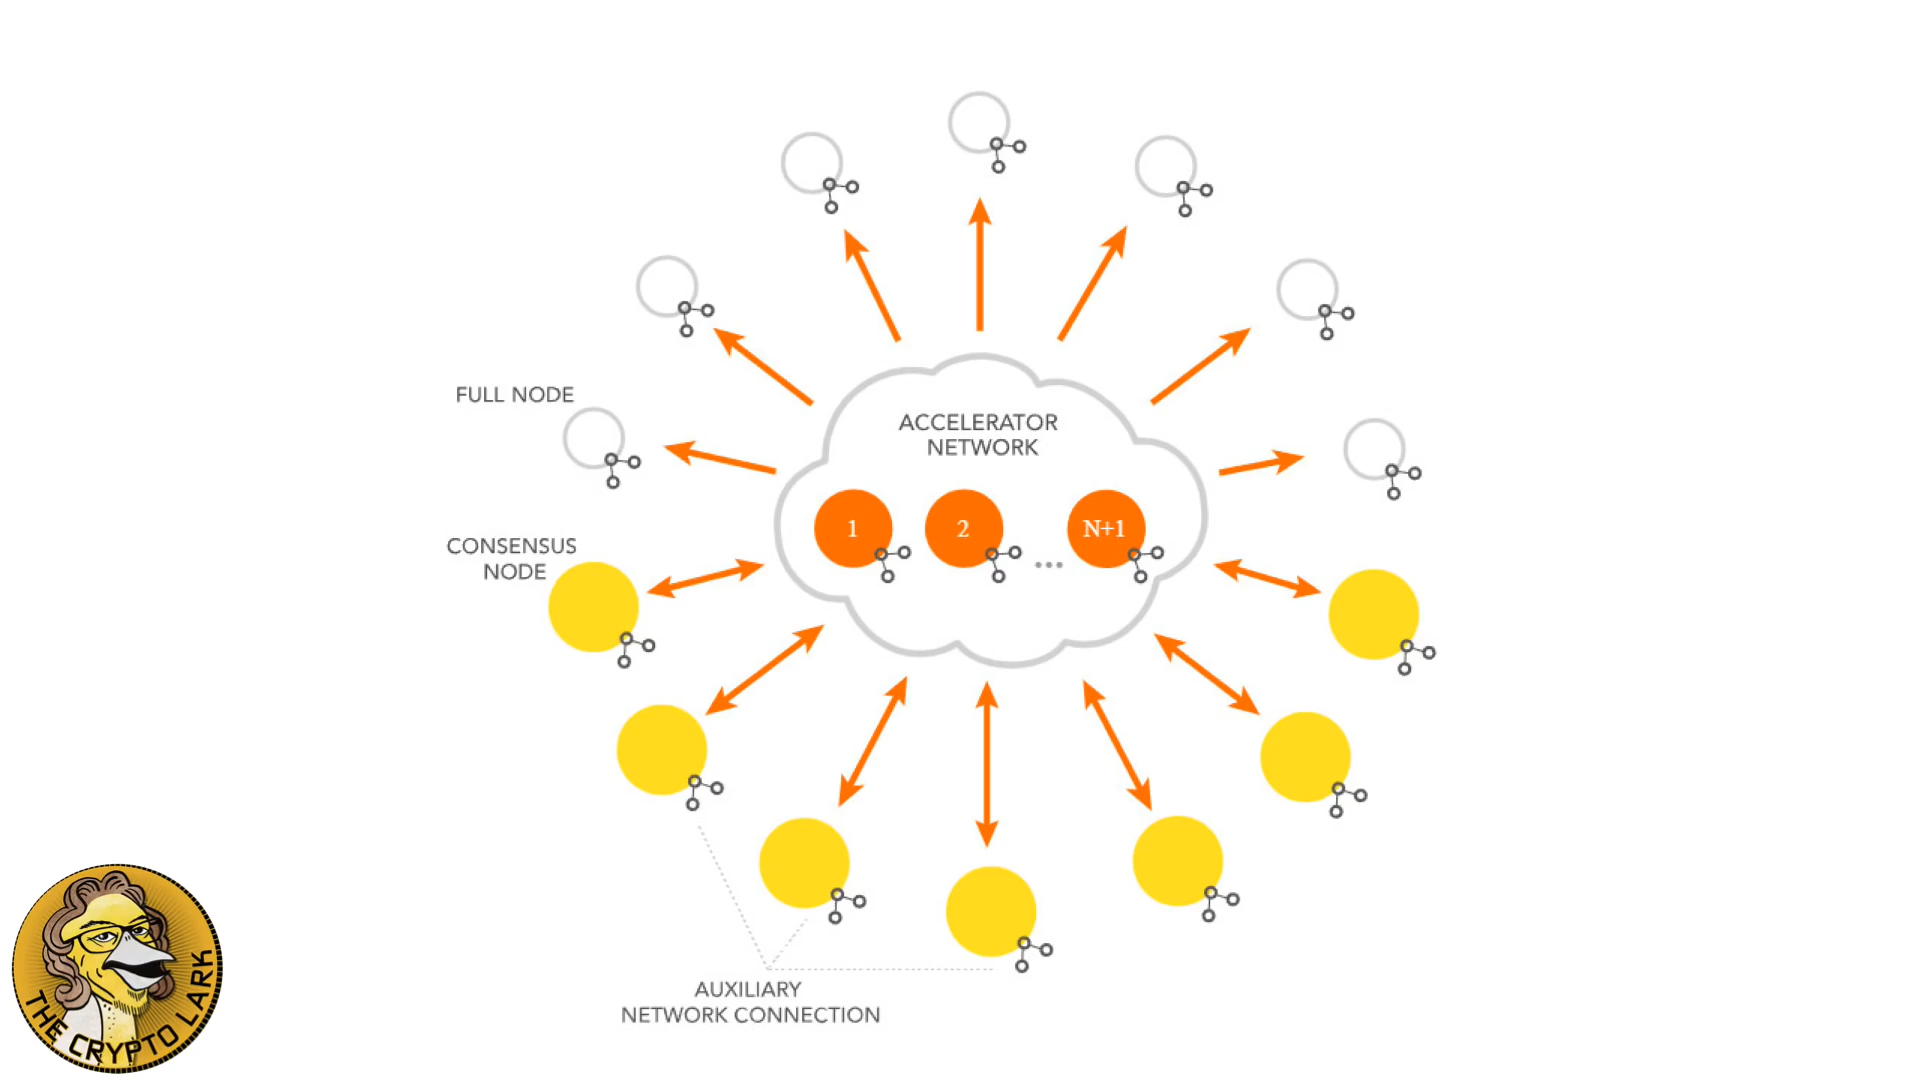 FULL NODE
ACCELERATOR
NETWORK
1
2
...
N+1
CONSENSUS
NODE
AUXILIARY
NETWORK CONNECTION
THE CRYPTO LARK